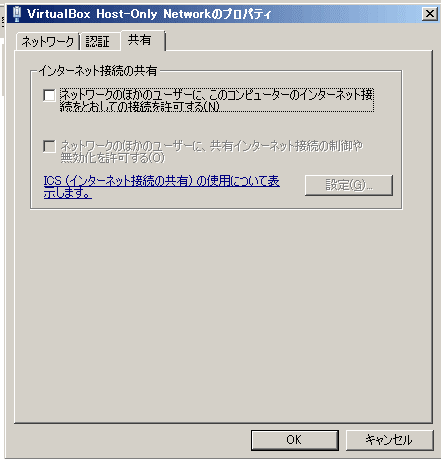 VirtualBox Host-Only Networkのプロパティ
ネットワーク 認証 共有
インターネット接続の共有
ネットワークのほかのユーザーに、このコンピューターのインターネット接
続をとおしての接続を許可する(N)
ネットワークのほかのユーザーに、共有インターネット接続の制御や
無効化を許可する(O)
ICS (インターネット接続の共有) の使用について表
示します。
設定(G)...
OK キャンセル